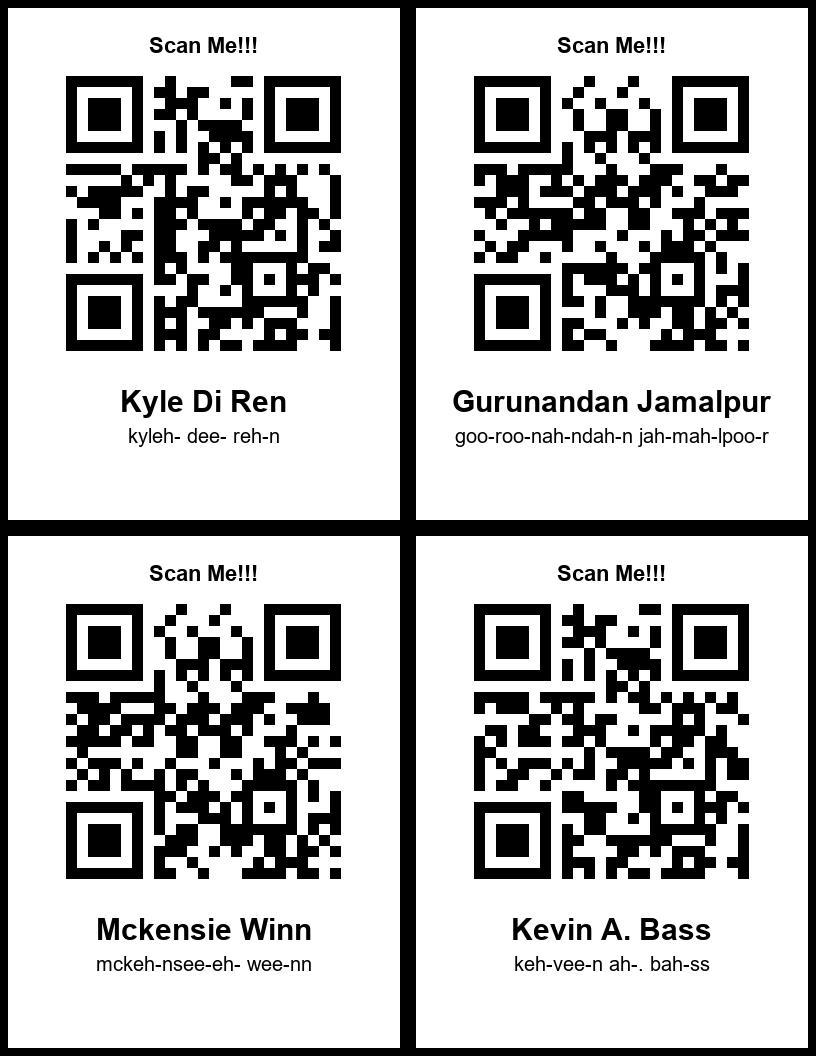 Scan Me!!!
Kyle Di Ren
kyleh- dee- reh-n
Scan Me!!!
Gurunandan Jamalpur
goo-roo-nah-ndah-n jah-mah-lpoo-r
Scan Me!!!
Mckensie Winn
mckeh-nsee-eh- wee-nn
Scan Me!!!
Kevin A. Bass
keh-vee-n ah-. bah-ss